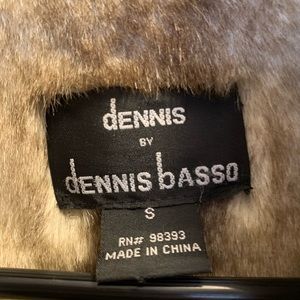 dENNIS
BY
dENNIS bASSO
S
RN# 98393
MADE IN CHINA